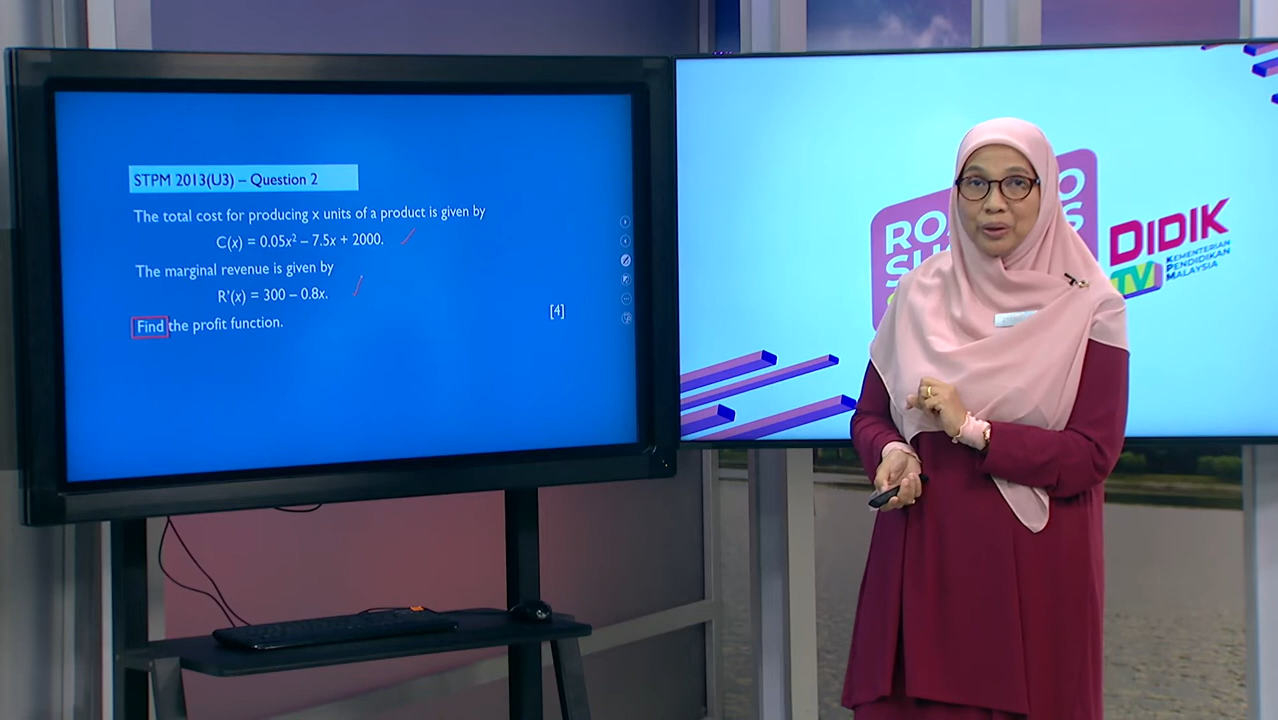 STPM 2013(U3) – Question 2
The total cost for producing x units of a product is given by
C(x) = 0.05x² – 7.5x + 2000.
The marginal revenue is given by
R'(x) = 300 – 0.8x.
[4]
Find the profit function.
DIDIK
TV
KEMENTERIAN
PENDIDIKAN
MALAYSIA